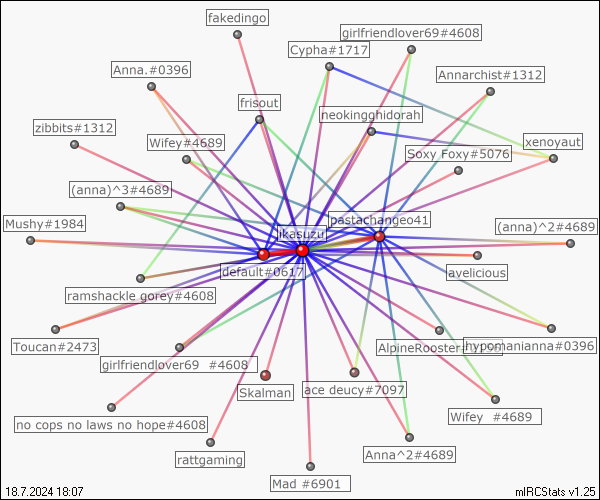 fakedingo
girlfriendlover69#4608
Cypha#1717
Anna.#0396
Annarchist#1312
frisout
neokingghidorah
zibbits#1312
Wifey#4689
xenoyaut
Soxy Foxy#5076
(anna)^3#4689
pastachangeo41
Mushy#1984
ikasuzu
(anna)^2#4689
default#0617
avelicious
ramshackle gorey#4608
Toucan#2473
hypomanianna#0396
AlpineRooster
girlfriendlover69 #4608
Skalman
ace deucy#7097
no cops no laws no hope#4608
Wifey #4689
Anna^2#4689
rattgaming
Mad #6901
18.7.2024 18:07
mIRCStats v1.25